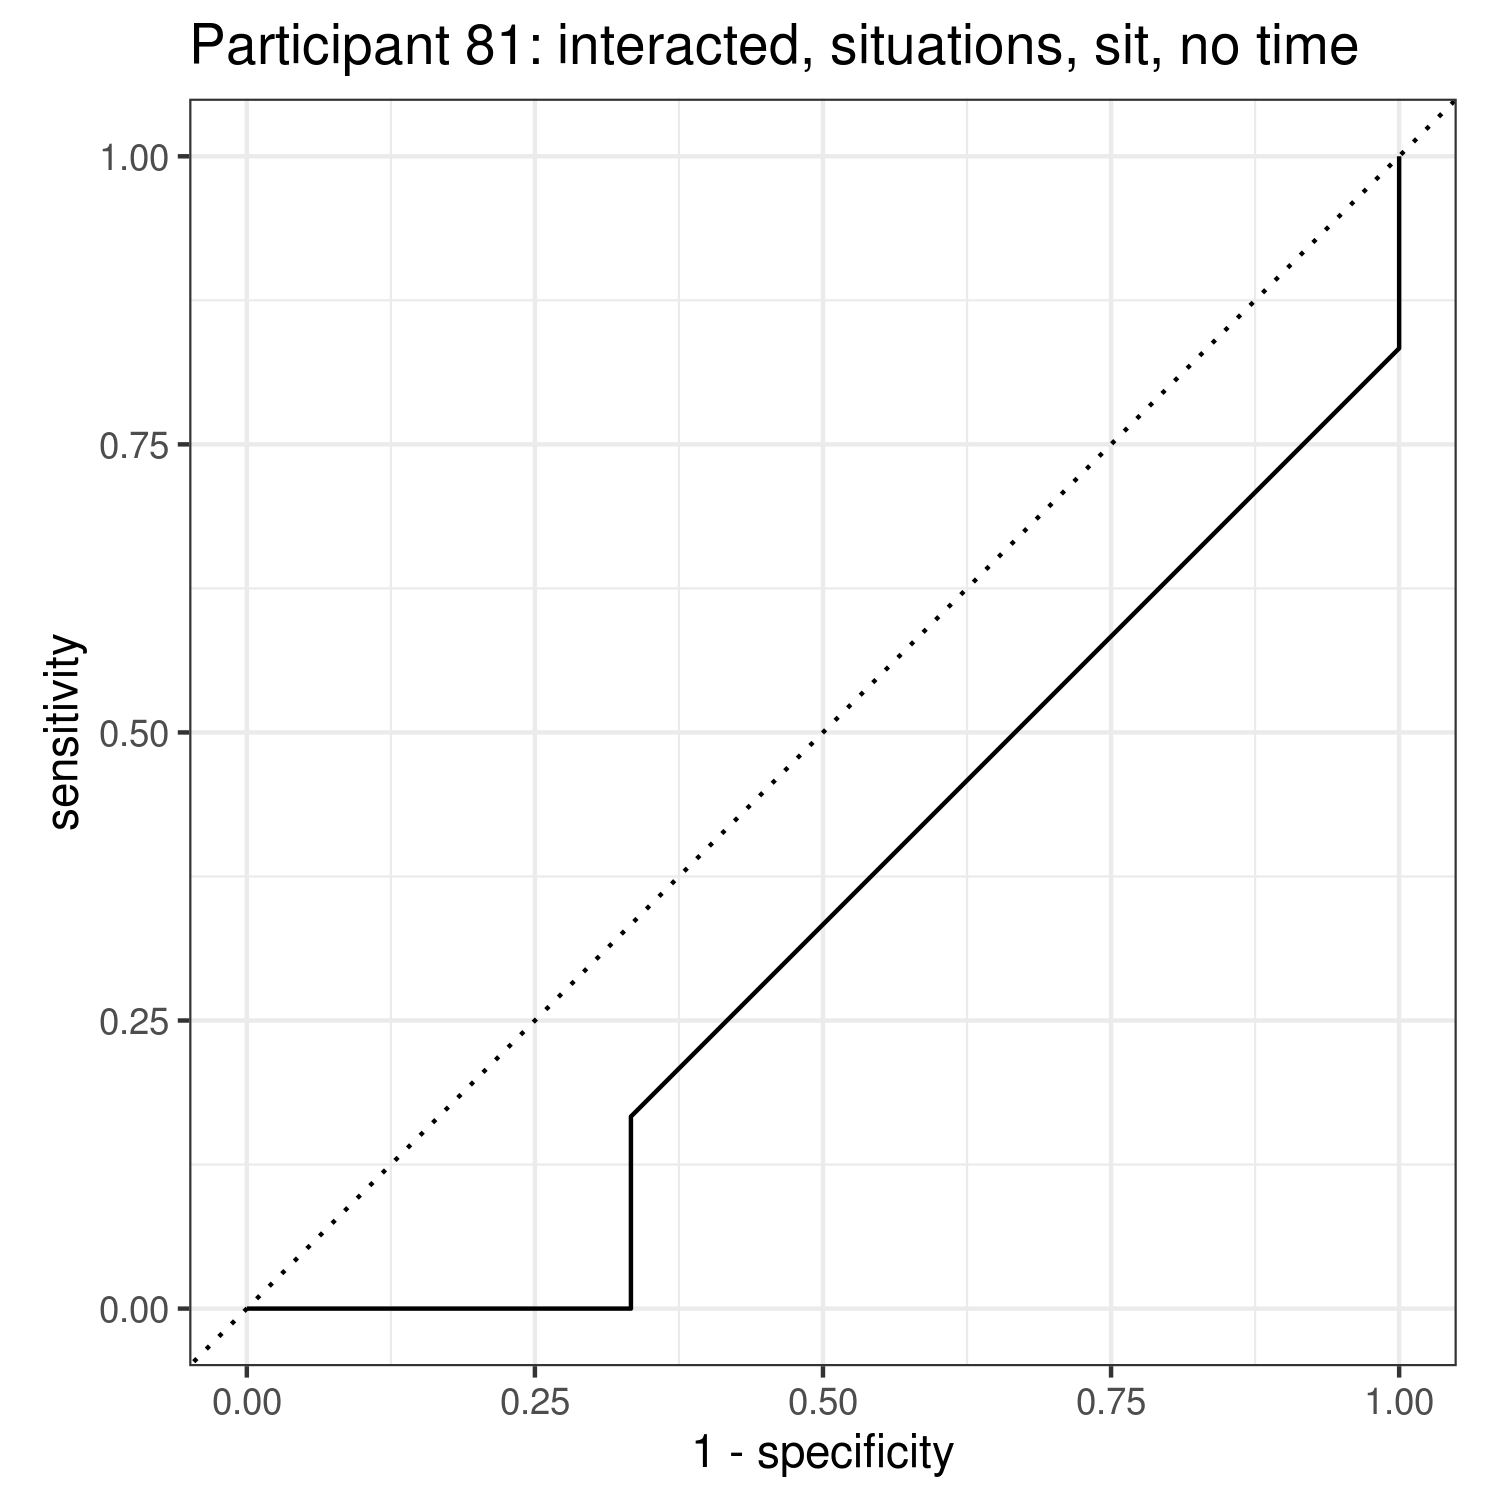 Participant 81: interacted, situations, sit, no time
1.00
0.75
0.50
0.25
0.00
sensitivity
0.00 0.25 0.50 0.75 1.00
1 - specificity